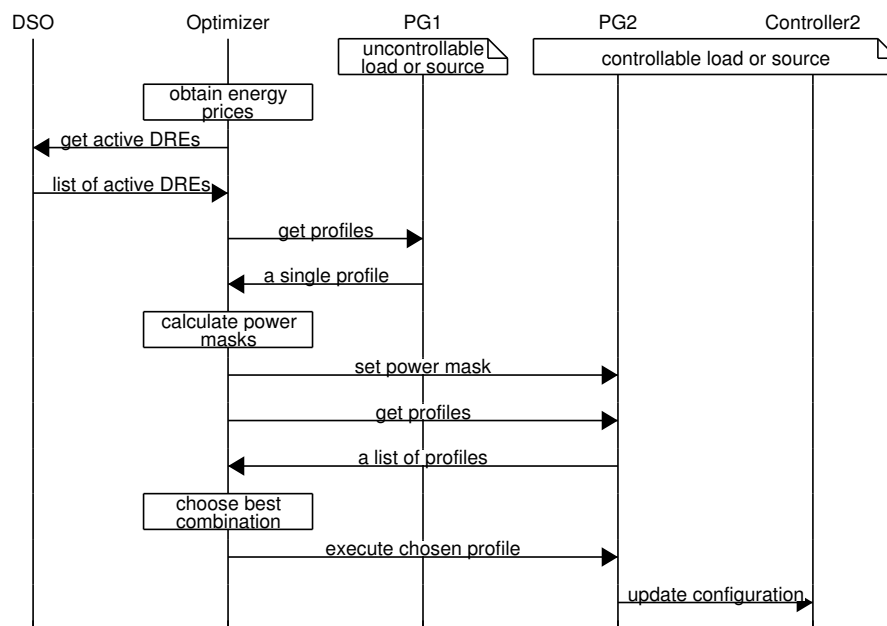 DSO Optimizer PG1 PG2 Controller2
uncontrollable
load or source
controllable load or source
obtain energy
prices
get active DREs
list of active DREs
get profiles
a single profile
calculate power
masks
set power mask
get profiles
a list of profiles
choose best
combination
execute chosen profile
update configuration